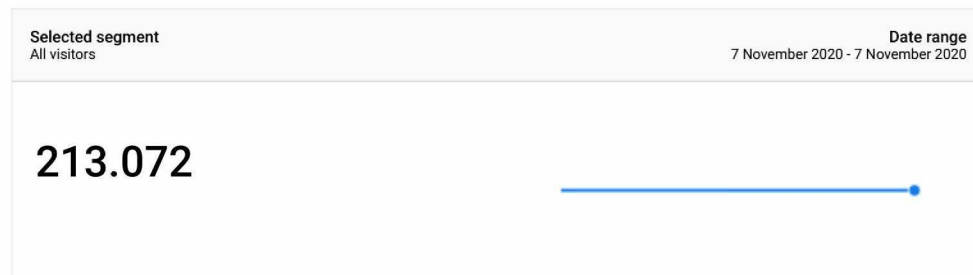 Selected segment
All visitors
Date range
7 November 2020 - 7 November 2020
213.072